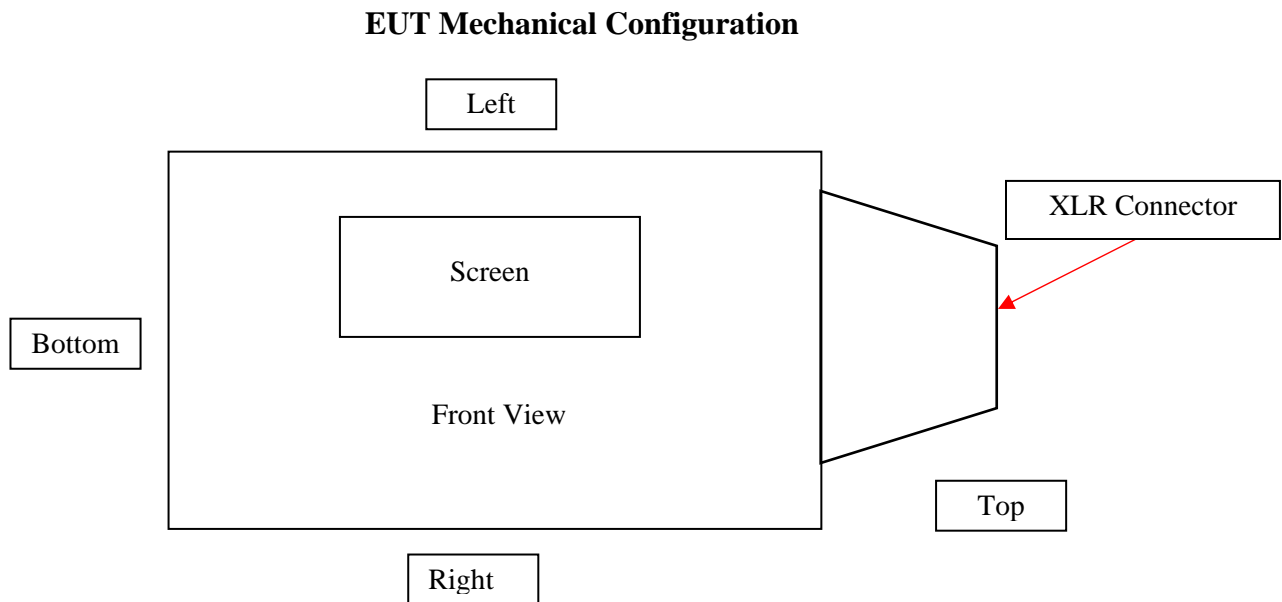 EUT Mechanical Configuration
Left
XLR Connector
Screen
Bottom
Front View
Top
Right